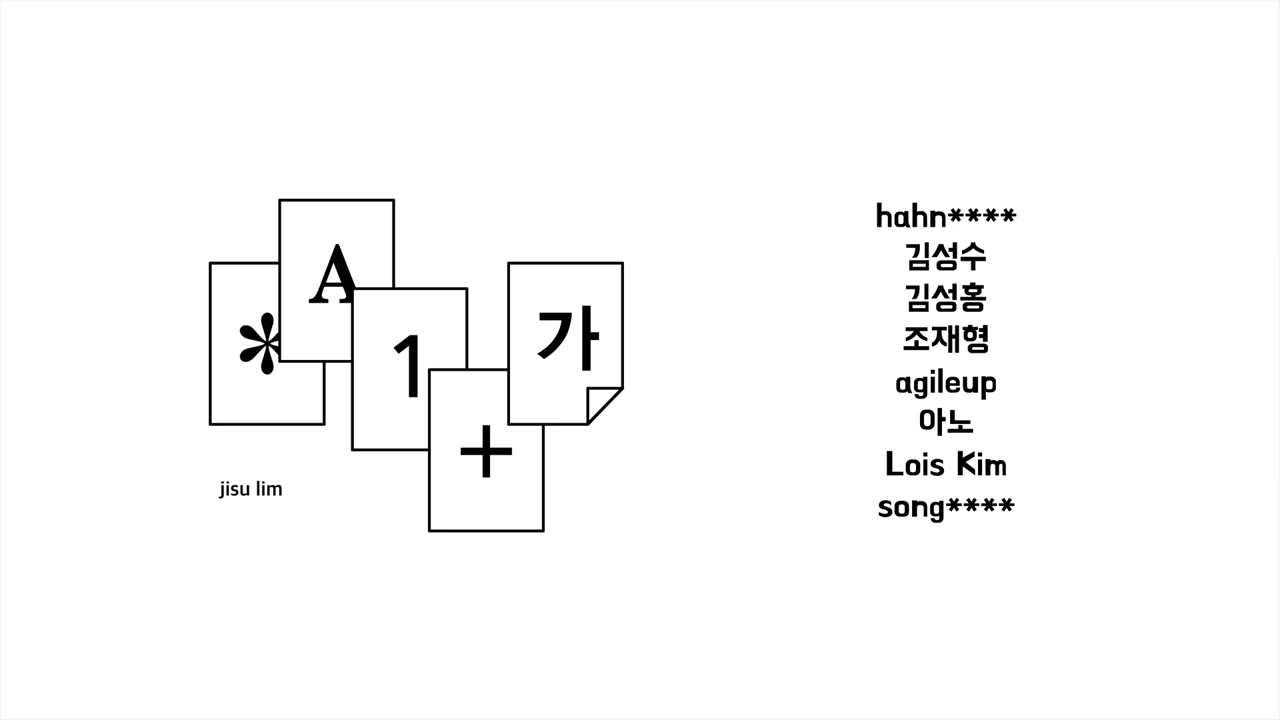 *
A
1
+
가
jisu lim
hahn****
김성수
김성홍
조재형
agileup
아노
Lois Kim
song****